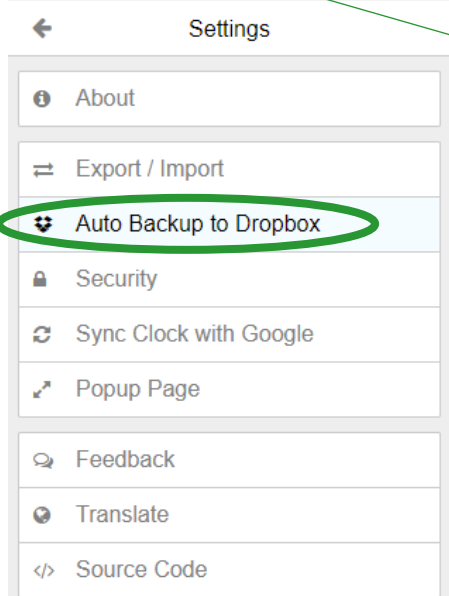 Settings
About
Export / Import
Auto Backup to Dropbox
Security
Sync Clock with Google
Popup Page
Feedback
Translate
Source Code